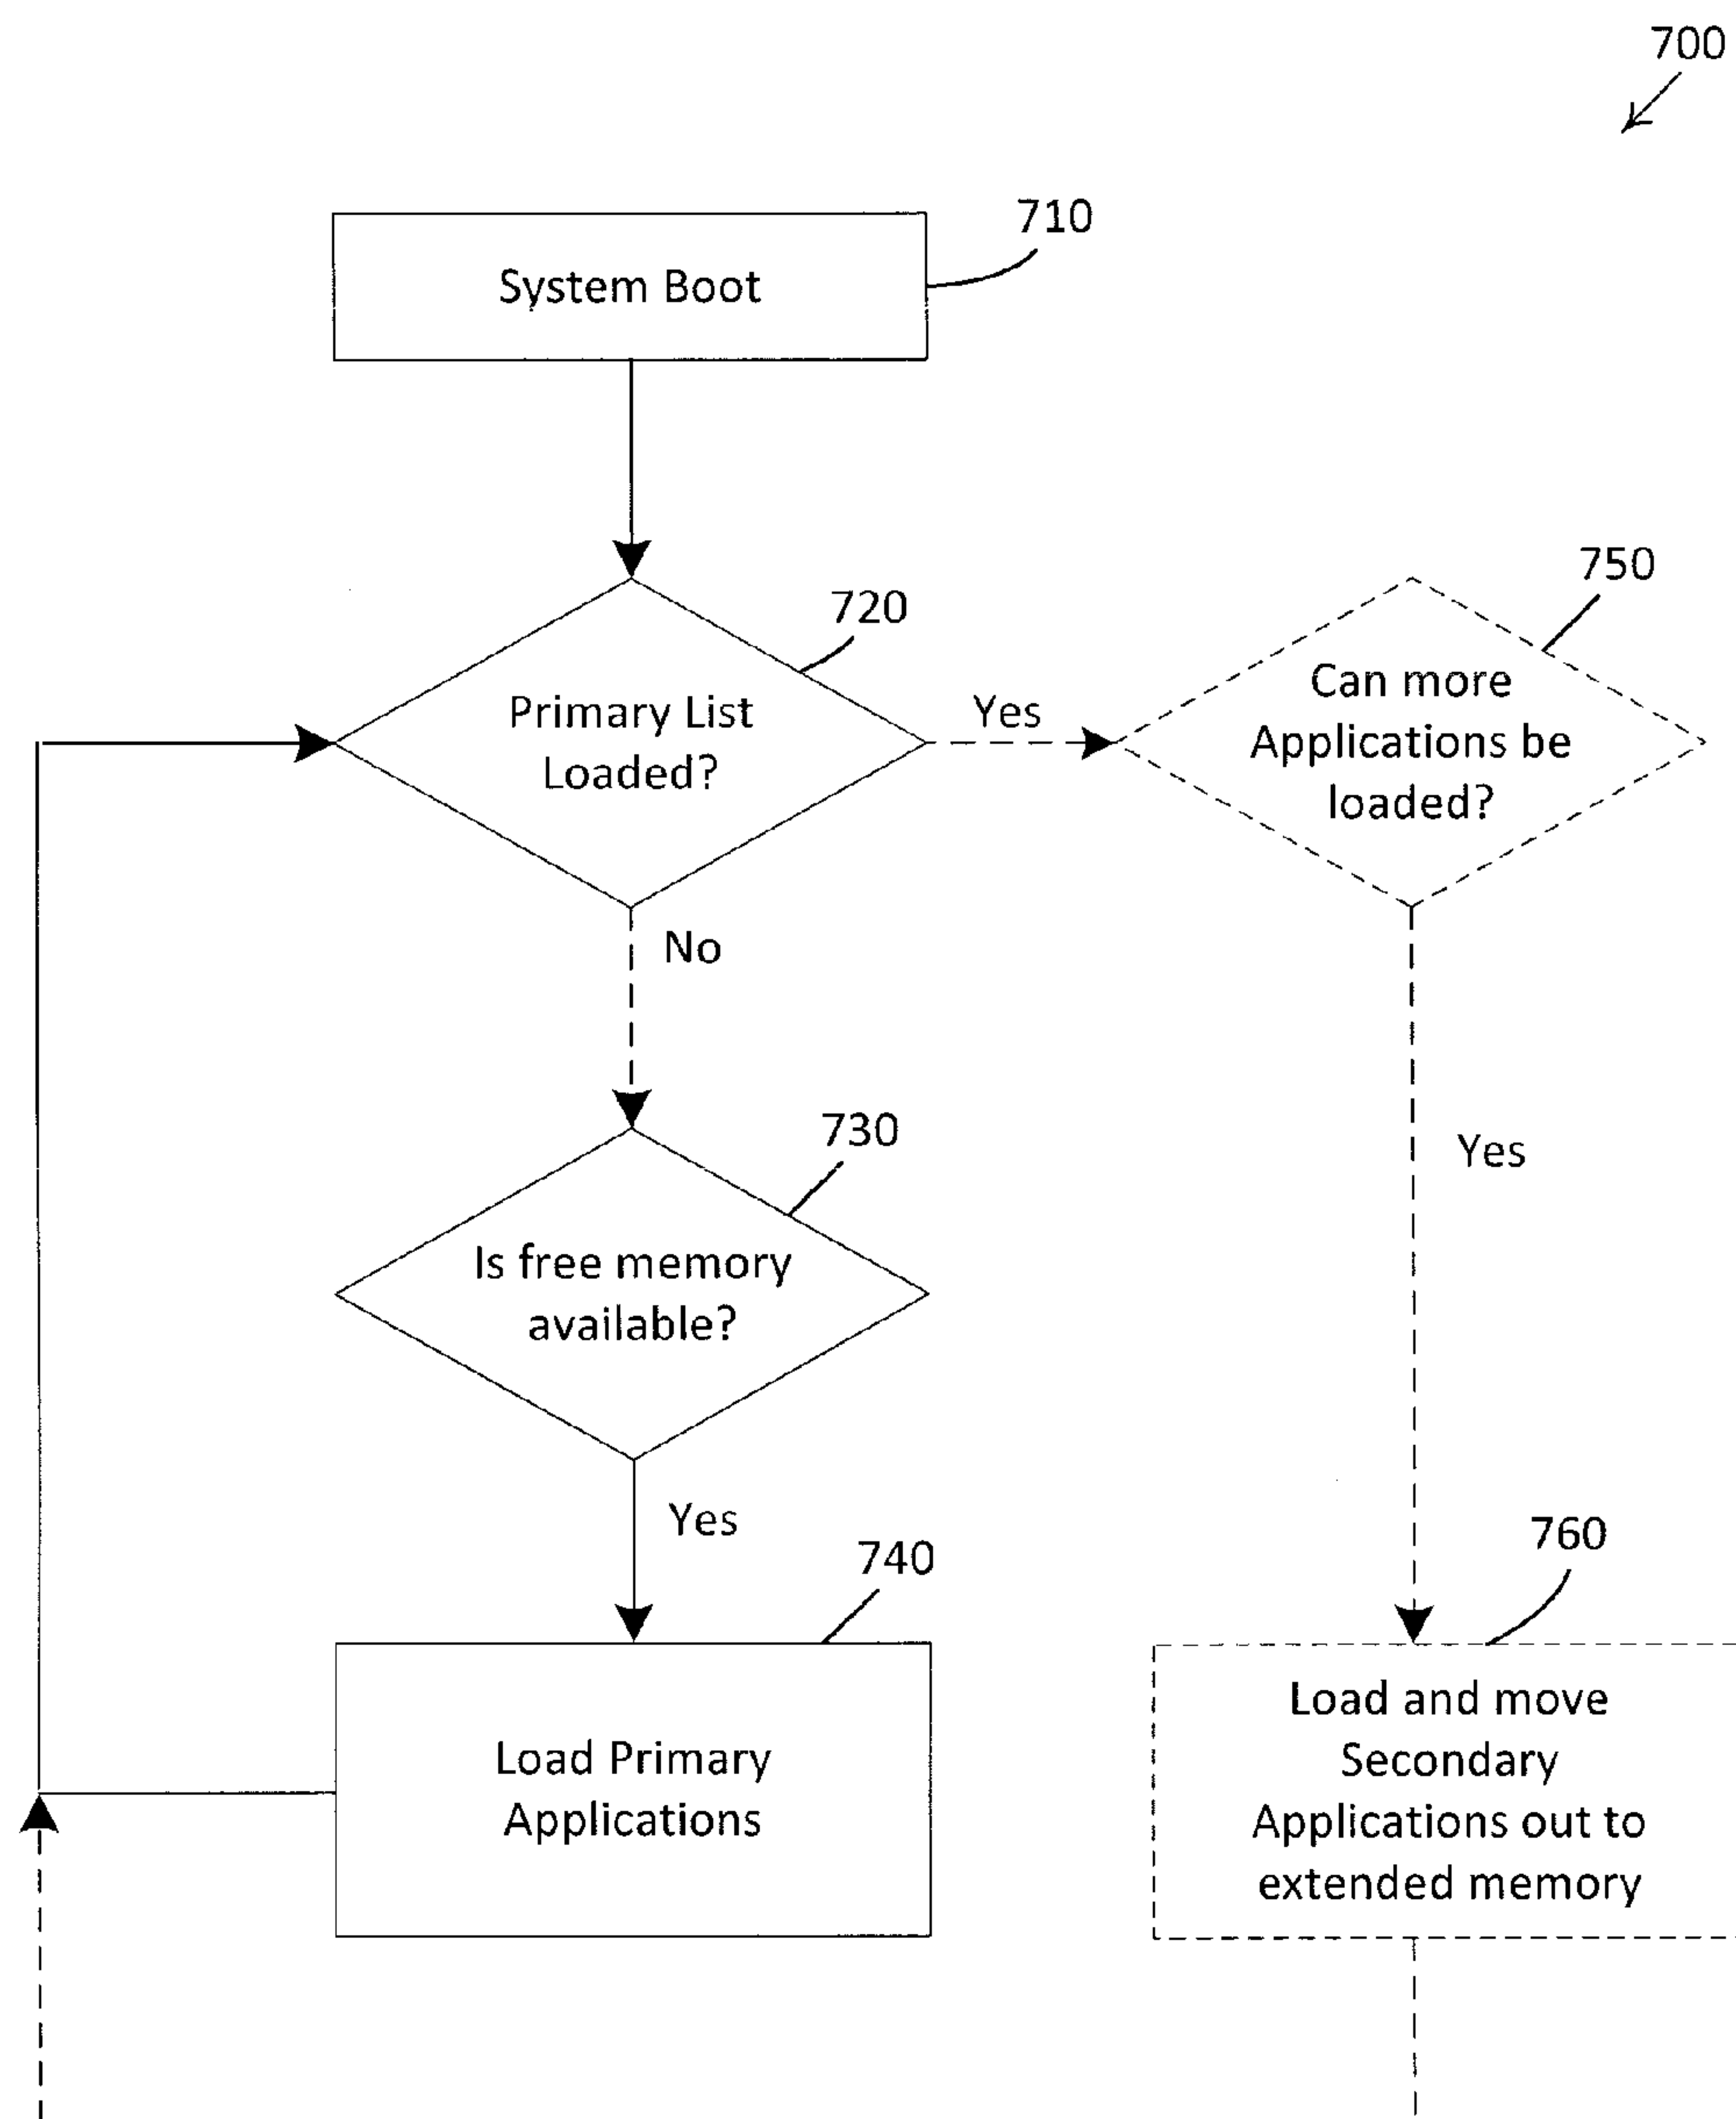 700
710
System Boot
720
Primary List
Loaded?
Yes
750
Can more
Applications be
loaded?
No
730
Is free memory
available?
Yes
Yes
740
Load Primary
Applications
760
Load and move
Secondary
Applications out to
extended memory